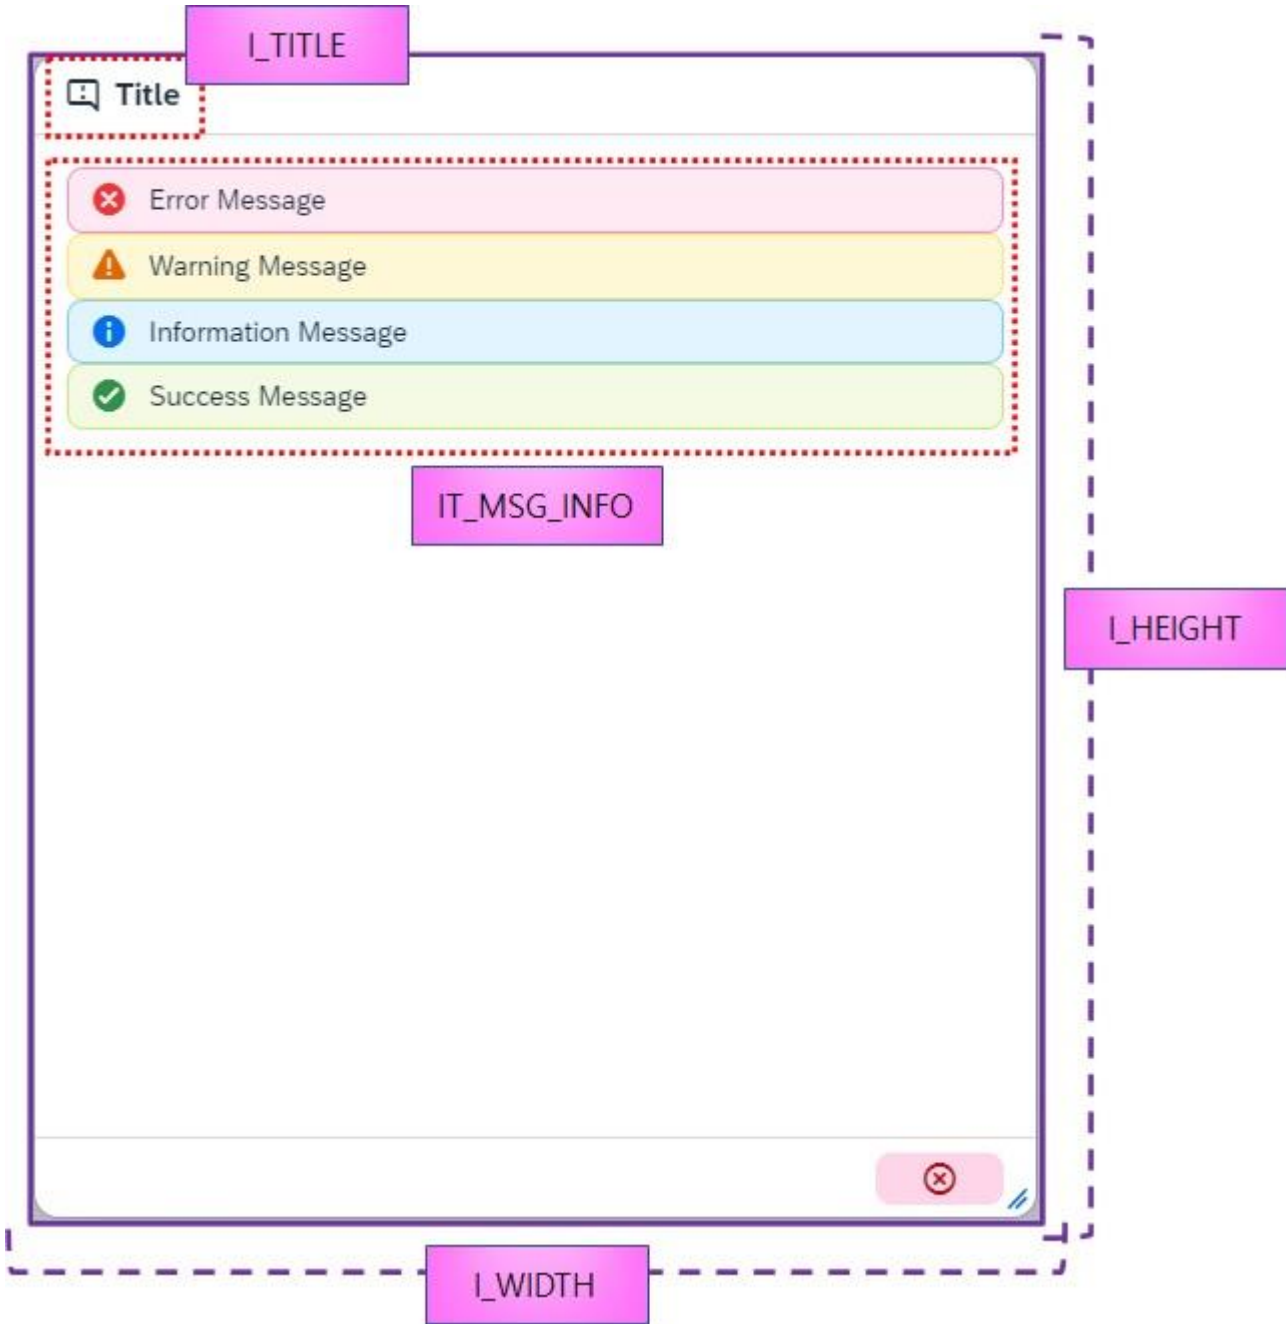 I_TITLE
Title
Error Message
Warning Message
Information Message
Success Message
IT_MSG_INFO
I_HEIGHT
I_WIDTH